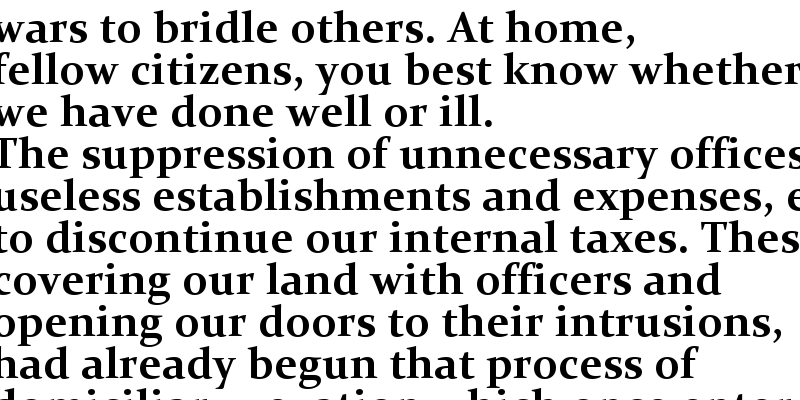 wars to bridle others. At home,
fellow citizens, you best know whether
we have done well or ill.
The suppression of unnecessary offices
useless establishments and expenses, e
to discontinue our internal taxes. Thes
covering our land with officers and
opening our doors to their intrusions,
had already begun that process of